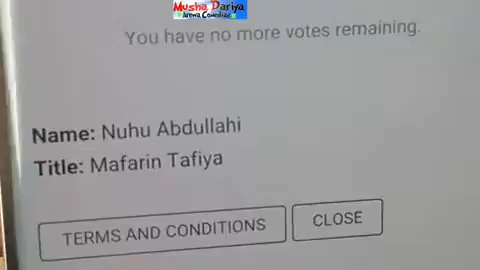 Musha Dariya
Arewa Comedian
You have no more votes remaining.
Name: Nuhu Abdullahi
Title: Mafarin Tafiya
TERMS AND CONDITIONS
CLOSE